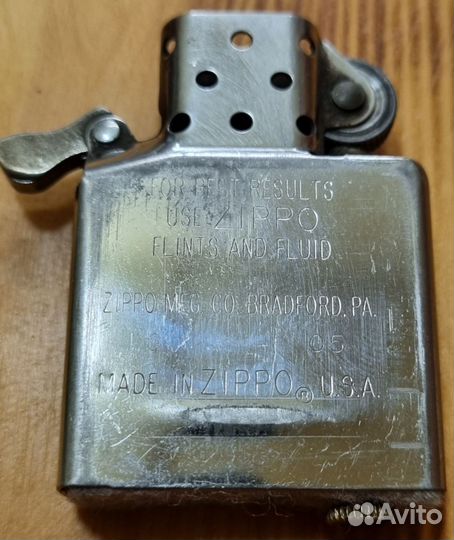 FOR BEST RESULTS
USE ZIPPO
FLINTS AND FLUID
ZIPPO MFG. CO. BRADFORD, PA.
05
MADE IN ZIPPO® U.S.A.
Avito